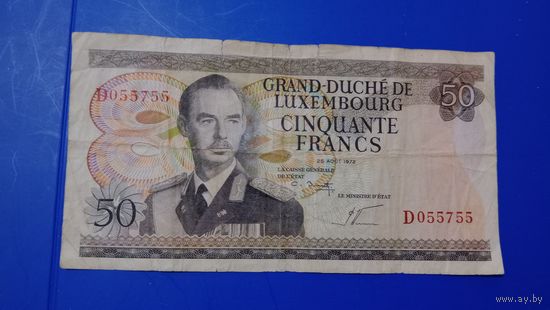 D055755
GRAND-DUCHÉ DE
LUXEMBOURG
50
CINQUANTE
FRANCS
25 AOÛT 1972
LA CAISSE GÉNÉRALE
DE L'ÉTAT
LE MINISTRE D'ÉTAT
50
D055755
www.ay.by